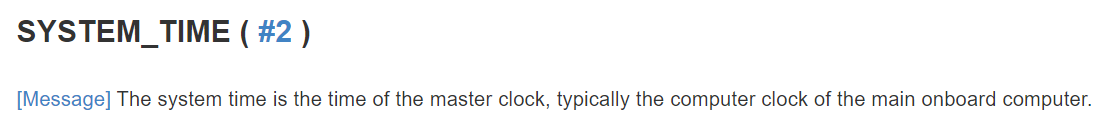 SYSTEM_TIME ( #2 )
[Message] The system time is the time of the master clock, typically the computer clock of the main onboard computer.